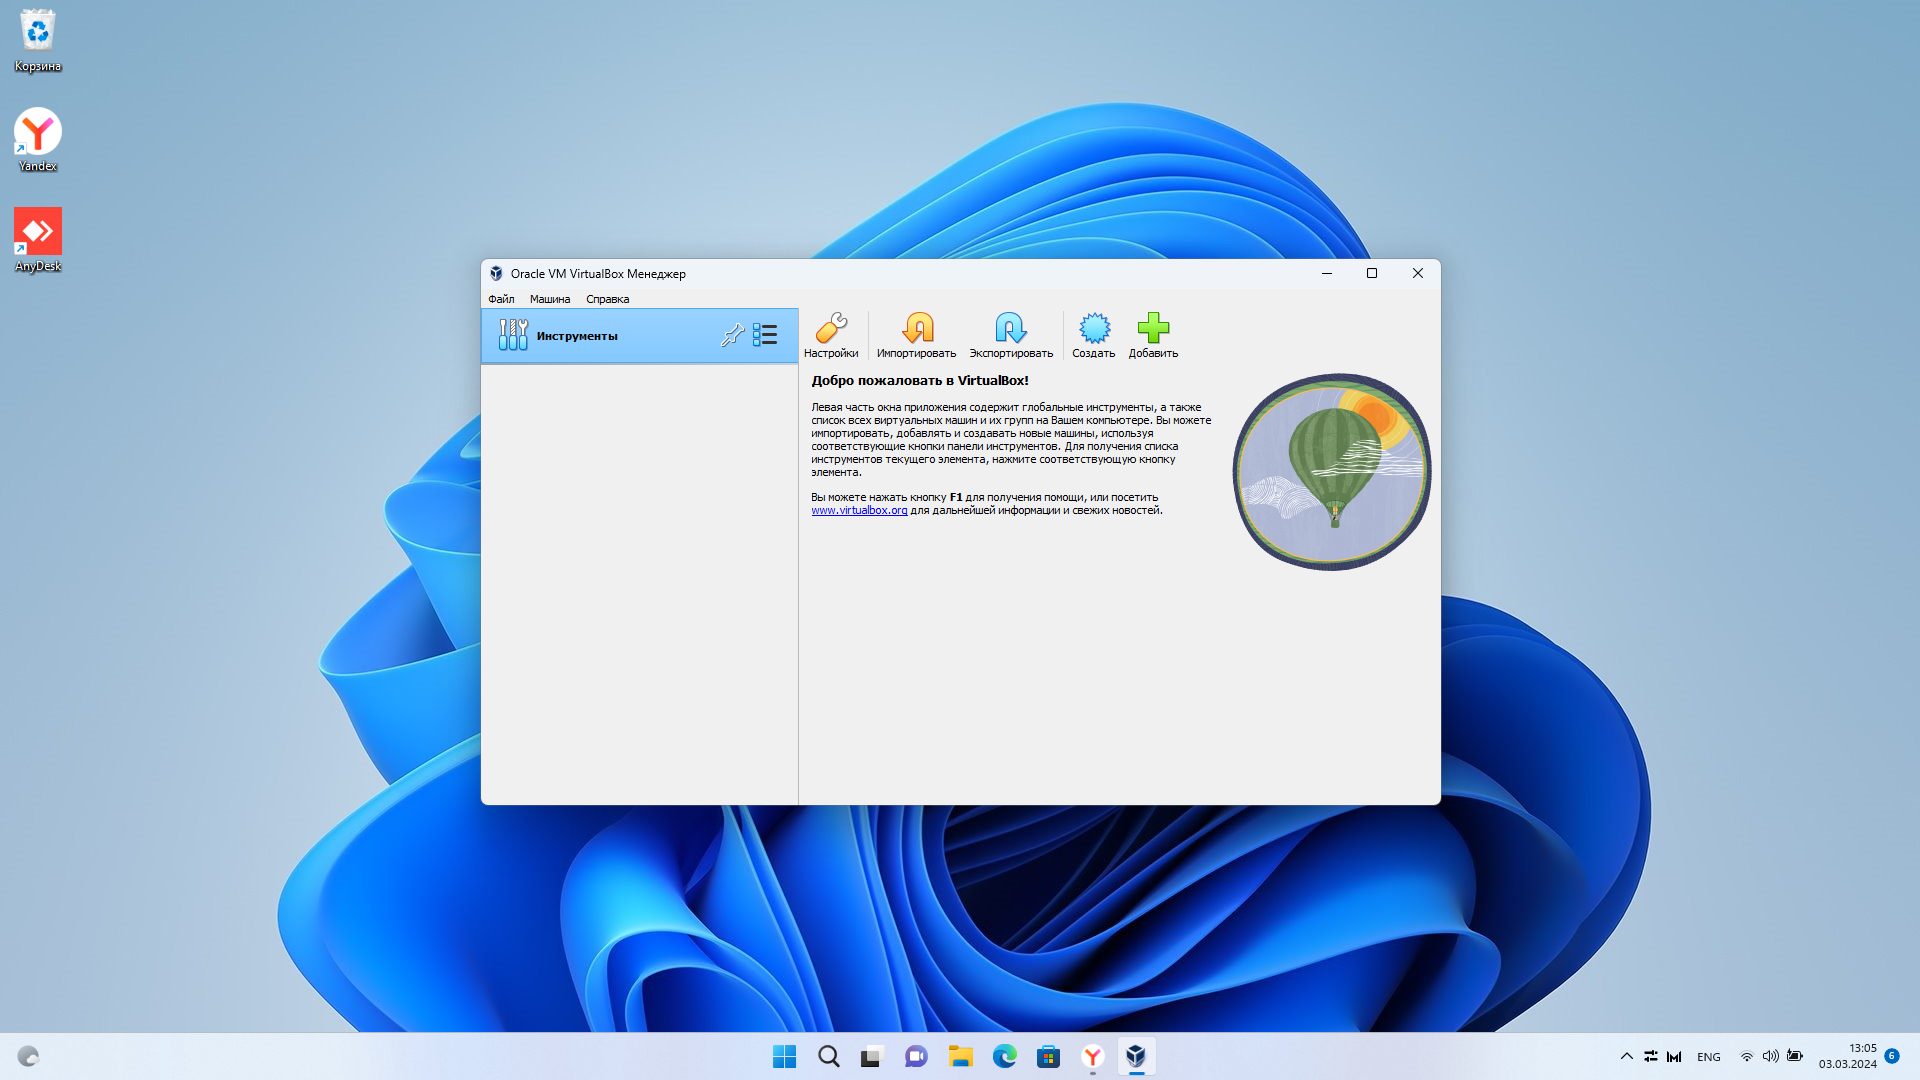 Корзина
Yandex
AnyDesk
Oracle VM VirtualBox Менеджер
Файл Машина Справка
Инструменты
Настройки Импортировать Экспортировать Создать Добавить
Добро пожаловать в VirtualBox!
Левая часть окна приложения содержит глобальные инструменты, а также
список всех виртуальных машин и их групп на Вашем компьютере. Вы можете
импортировать, добавлять и создавать новые машины, используя
соответствующие кнопки панели инструментов. Для получения списка
инструментов текущего элемента, нажмите соответствующую кнопку
элемента.
Вы можете нажать кнопку F1 для получения помощи, или посетить
www.virtualbox.org для дальнейшей информации и свежих новостей.
ENG
13:05
03.03.2024
6